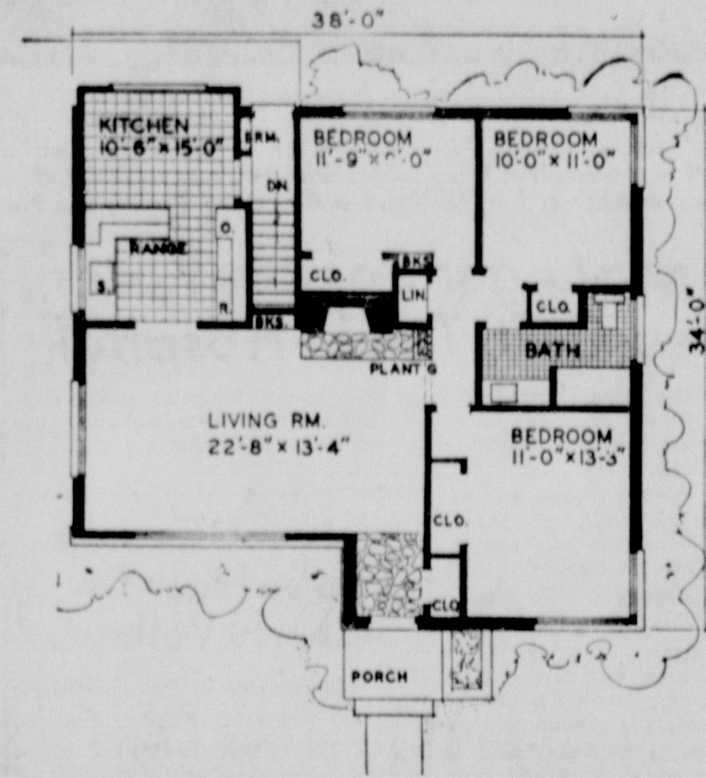 38'-0"
KITCHEN
10'-6" x 15'-0"
BRM.
BEDROOM
11'-9" x
BEDROOM
10'-0" x 11'-0"
DN.
O.
RANGE
S.
R.
CLO.
BKS
LIN.
CLO.
BKS.
BATH
34'-0"
PLANT'G
LIVING RM.
22'-8" x 13'-4"
BEDROOM
11'-0" x 13'-3"
CLO.
CLO.
PORCH